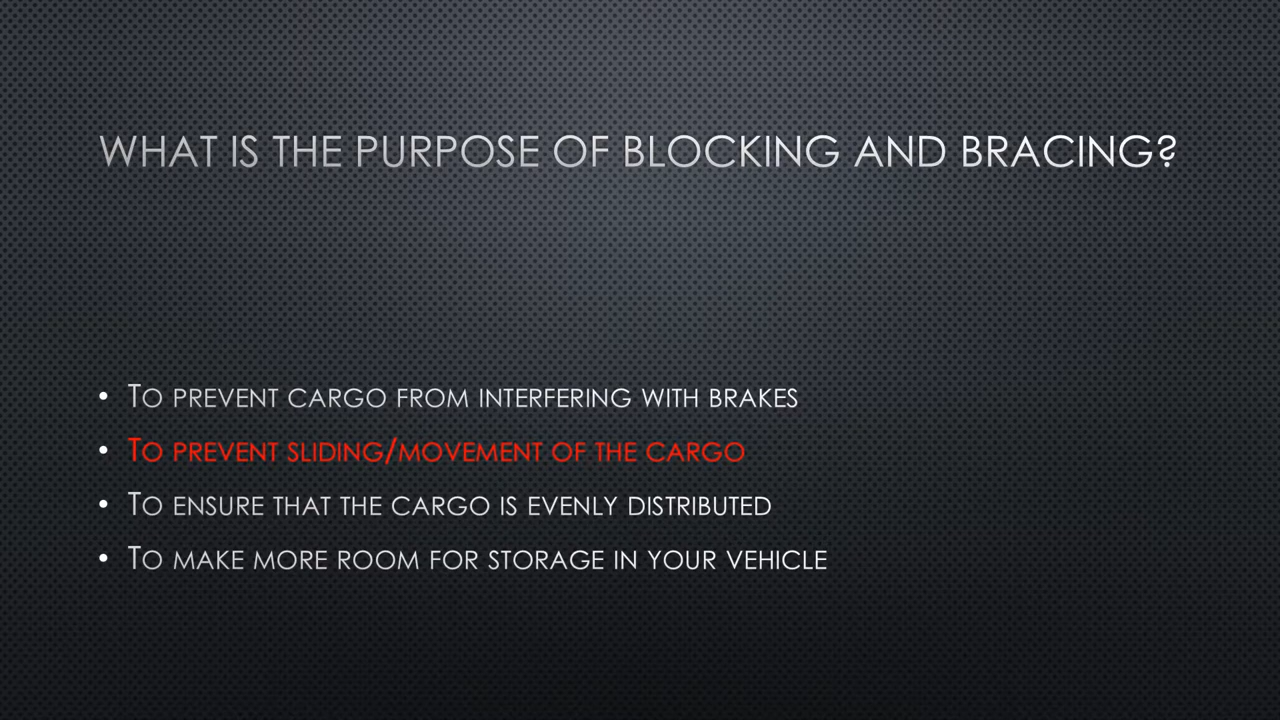 WHAT IS THE PURPOSE OF BLOCKING AND BRACING?
• TO PREVENT CARGO FROM INTERFERING WITH BRAKES
• TO PREVENT SLIDING/MOVEMENT OF THE CARGO
• TO ENSURE THAT THE CARGO IS EVENLY DISTRIBUTED
• TO MAKE MORE ROOM FOR STORAGE IN YOUR VEHICLE